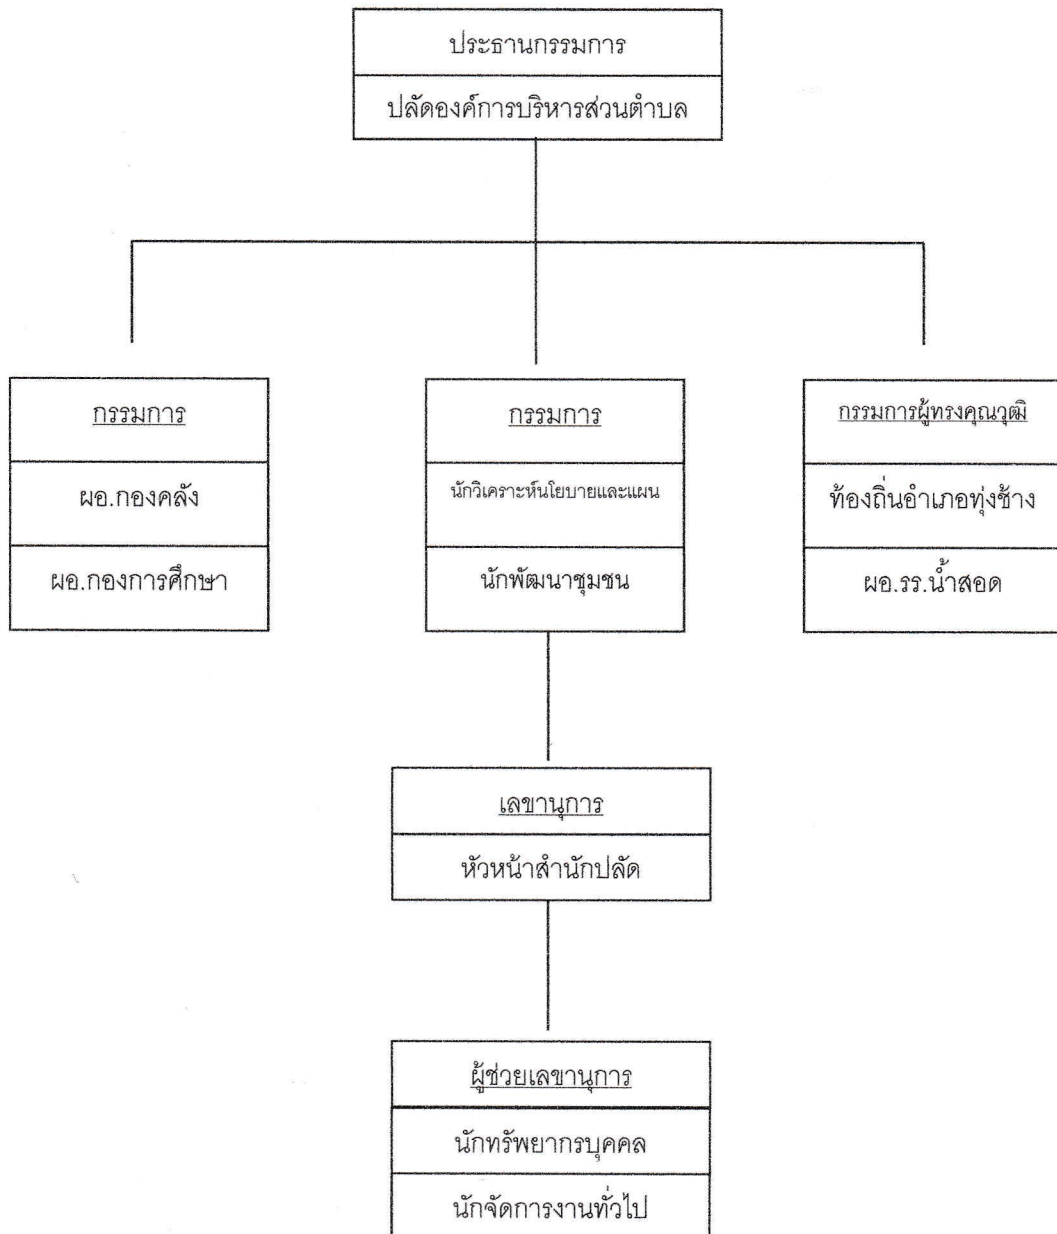 ประธานกรรมการ
ปลัดองค์การบริหารส่วนตำบล
กรรมการ
ผอ.กองคลัง
ผอ.กองการศึกษา
กรรมการ
นักวิเคราะห์นโยบายและแผน
นักพัฒนาชุมชน
กรรมการผู้ทรงคุณวุฒิ
ท้องถิ่นอำเภอทุ่งช้าง
ผอ.รร.น้ำสอด
เลขานุการ
หัวหน้าสำนักปลัด
ผู้ช่วยเลขานุการ
นักทรัพยากรบุคคล
นักจัดการงานทั่วไป